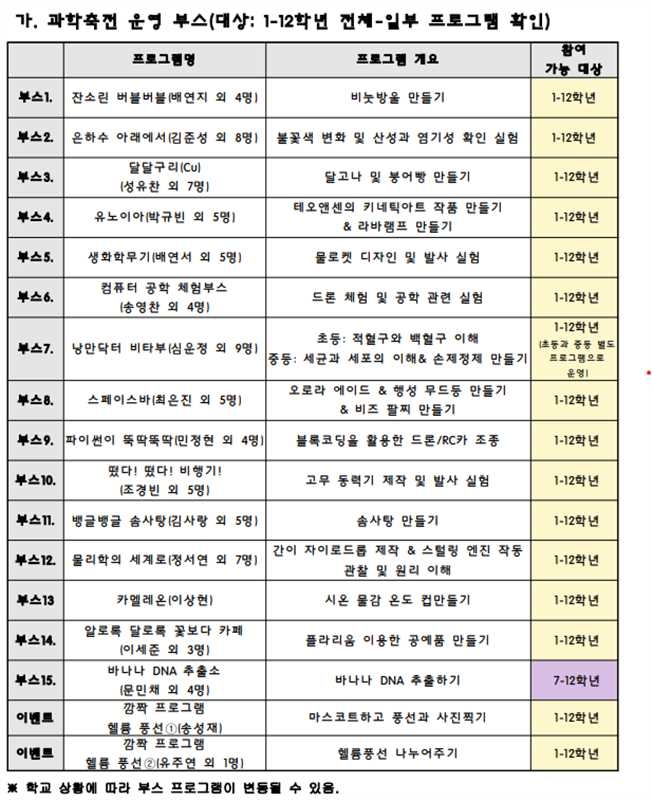 가. 과학축전 운영 부스(대상: 1-12학년 전체-일부 프로그램 확인)
프로그램명 프로그램 개요 참여
가능 대상
부스1. 잔소린 버블버블(배연지 외 4명) 비눗방울 만들기 1-12학년
부스2. 은하수 아래에서(김준성 외 8명) 불꽃색 변화 및 산성과 염기성 확인 실험 1-12학년
부스3. 달달구리(Cu)
(성유찬 외 7명) 달고나 및 붕어빵 만들기 1-12학년
부스4. 유노이아(박규빈 외 5명) 테오앤센의 키네틱아트 작품 만들기
& 라바램프 만들기 1-12학년
부스5. 생화학무기(배연서 외 5명) 물로켓 디자인 및 발사 실험 1-12학년
부스6. 컴퓨터 공학 체험부스
(송영찬 외 4명) 드론 체험 및 공학 관련 실험 1-12학년
부스7. 낭만닥터 비타부(심운정 외 9명) 초등: 적혈구와 백혈구 이해
중등: 세균과 세포의 이해& 손제정제 만들기 1-12학년
(초등과 중등 별도
프로그램으로
운영)
부스8. 스페이스바(최은진 외 5명) 오로라 에이드 & 행성 무드등 만들기
& 비즈 팔찌 만들기 1-12학년
부스9. 파이썬이 뚝딱뚝딱(민정현 외 4명) 블록코딩을 활용한 드론/RC카 조종 1-12학년
부스10. 떴다! 떴다! 비행기!
(조경빈 외 5명) 고무 동력기 제작 및 발사 실험 1-12학년
부스11. 뱅글뱅글 솜사탕(김사랑 외 5명) 솜사탕 만들기 1-12학년
부스12. 물리학의 세계로(정서연 외 7명) 간이 자이로드롭 제작 & 스털링 엔진 작동
관찰 및 원리 이해 1-12학년
부스13 카멜레온(이상현) 시온 물감 온도 컵만들기 1-12학년
부스14. 알로록 달로록 꽃보다 카페
(이세준 외 3명) 플라리움 이용한 공예품 만들기 1-12학년
부스15. 바나나 DNA 추출소
(문민채 외 4명) 바나나 DNA 추출하기 7-12학년
이벤트 깜짝 프로그램
헬륨 풍선①(송성재) 마스코트하고 풍선과 사진찍기 1-12학년
이벤트 깜짝 프로그램
헬륨 풍선②(유주연 외 1명) 헬륨풍선 나누어주기 1-12학년
※ 학교 상황에 따라 부스 프로그램이 변동될 수 있음.